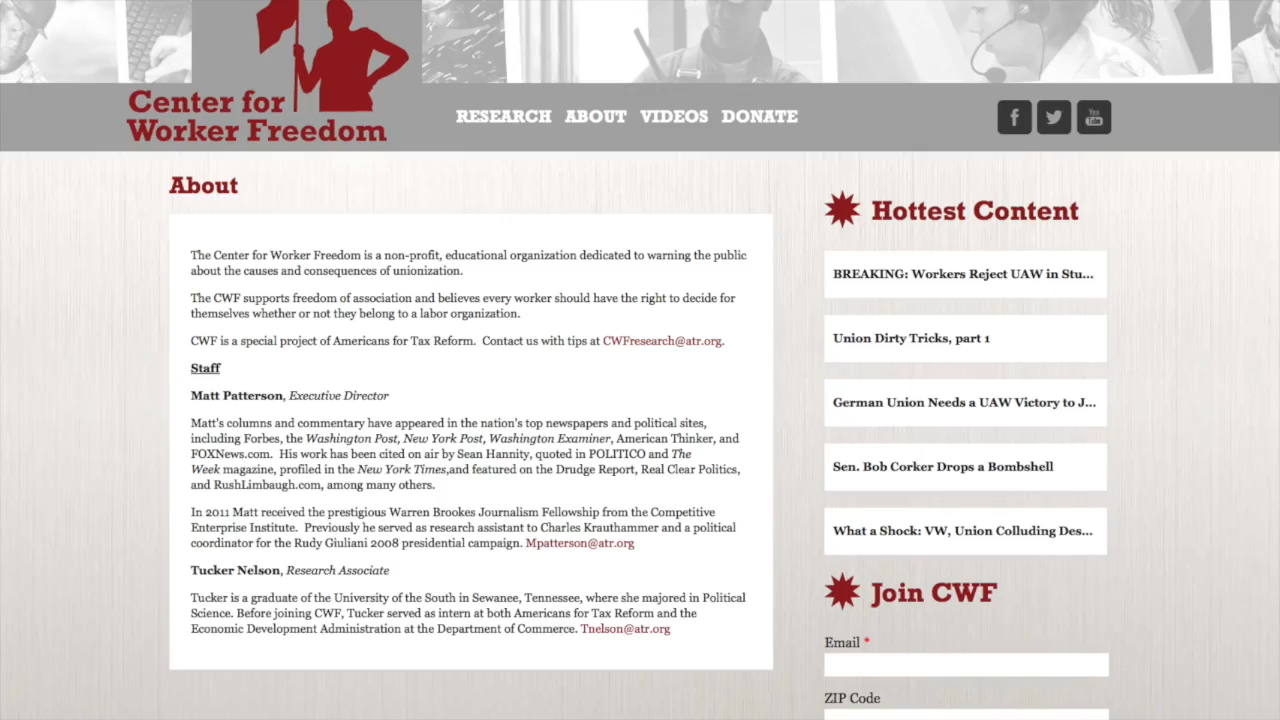 Center for
Worker Freedom
RESEARCH ABOUT VIDEOS DONATE
You
Tube
About
The Center for Worker Freedom is a non-profit, educational organization dedicated to warning the public
about the causes and consequences of unionization.
The CWF supports freedom of association and believes every worker should have the right to decide for
themselves whether or not they belong to a labor organization.
CWF is a special project of Americans for Tax Reform.  Contact us with tips at CWFresearch@atr.org.
Staff
Matt Patterson, Executive Director
Matt's columns and commentary have appeared in the nation's top newspapers and political sites,
including Forbes, the Washington Post, New York Post, Washington Examiner, American Thinker, and
FOXNews.com.  His work has been cited on air by Sean Hannity, quoted in POLITICO and The
Week magazine, profiled in the New York Times,and featured on the Drudge Report, Real Clear Politics,
and RushLimbaugh.com, among many others.
In 2011 Matt received the prestigious Warren Brookes Journalism Fellowship from the Competitive
Enterprise Institute.  Previously he served as research assistant to Charles Krauthammer and a political
coordinator for the Rudy Giuliani 2008 presidential campaign. Mpatterson@atr.org
Tucker Nelson, Research Associate
Tucker is a graduate of the University of the South in Sewanee, Tennessee, where she majored in Political
Science. Before joining CWF, Tucker served as intern at both Americans for Tax Reform and the
Economic Development Administration at the Department of Commerce. Tnelson@atr.org
Hottest Content
BREAKING: Workers Reject UAW in Stu...
Union Dirty Tricks, part 1
German Union Needs a UAW Victory to J...
Sen. Bob Corker Drops a Bombshell
What a Shock: VW, Union Colluding Des...
Join CWF
Email *
ZIP Code